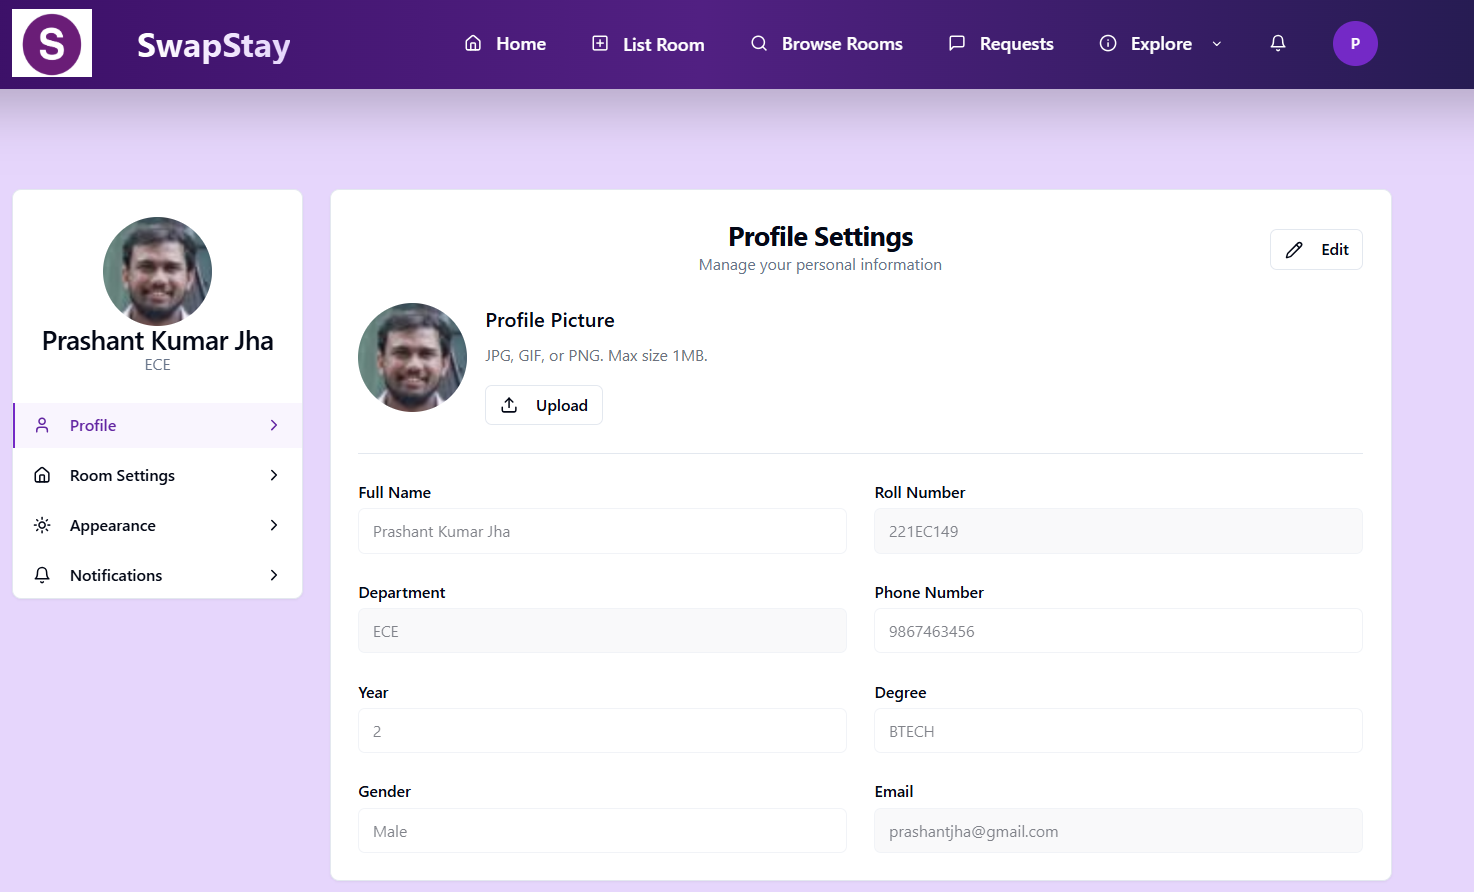 S
SwapStay
Home
List Room
Browse Rooms
Requests
Explore
P
Prashant Kumar Jha
ECE
Profile
Room Settings
Appearance
Notifications
Profile Settings
Manage your personal information
Edit
Profile Picture
JPG, GIF, or PNG. Max size 1MB.
Upload
Full Name
Prashant Kumar Jha
Roll Number
221EC149
Department
ECE
Phone Number
9867463456
Year
2
Degree
BTECH
Gender
Male
Email
prashantjha@gmail.com